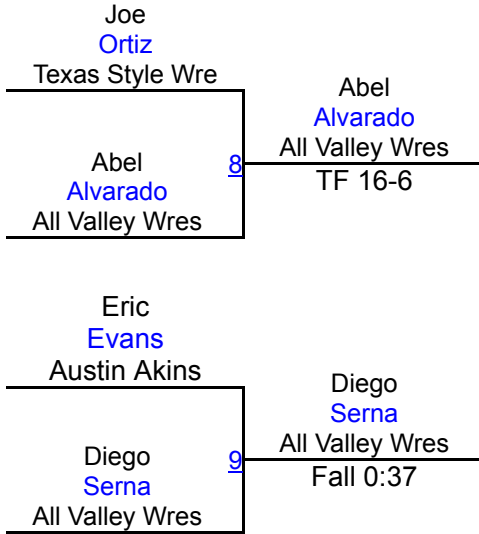 Joe
Ortiz
Texas Style Wre
Abel
Alvarado
All Valley Wres
8
Abel
Alvarado
All Valley Wres
TF 16-6
Eric
Evans
Austin Akins
Diego
Serna
All Valley Wres
9
Diego
Serna
All Valley Wres
Fall 0:37